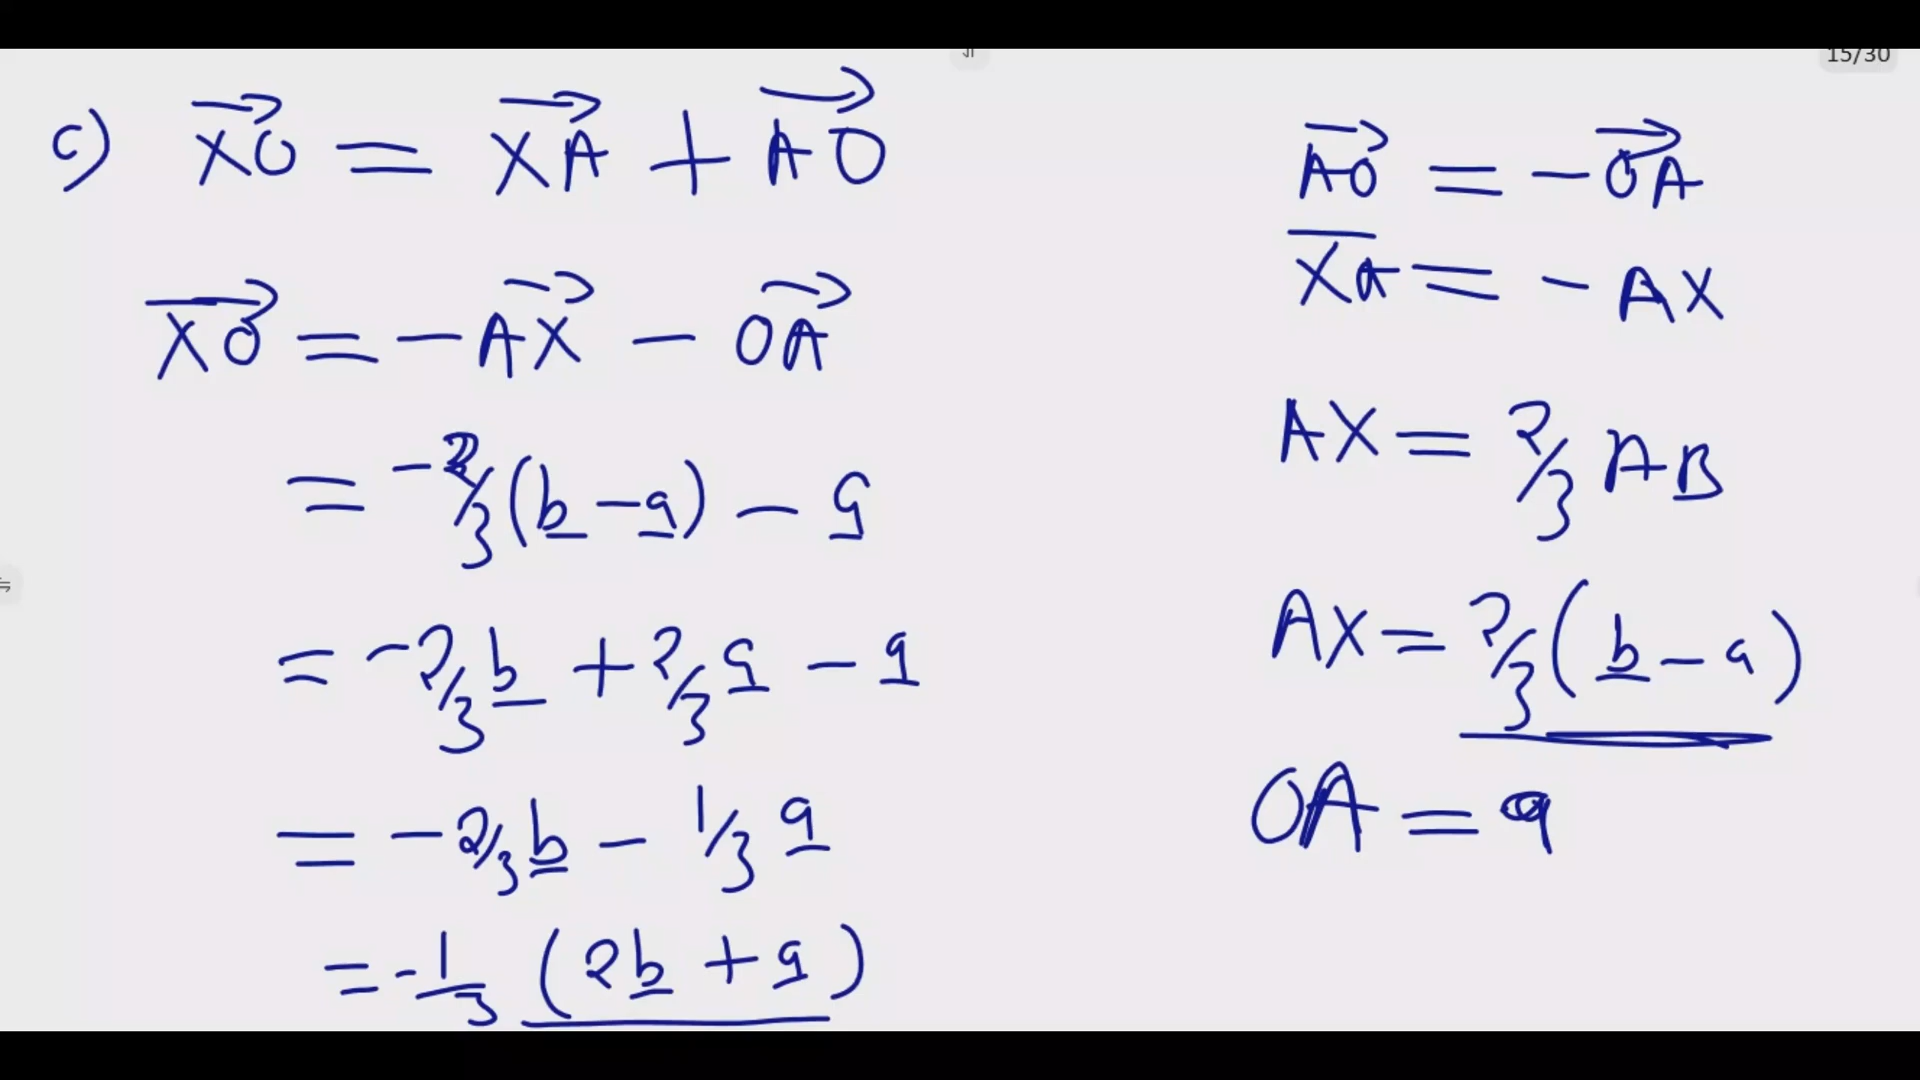 15/30
c) XO = XA + AO
XO = -AX - OA
= -2/3(b - a) - a
= -2/3 b + 2/3 a - a
= -2/3 b - 1/3 a
= -1/3 (2b + a)
AO = -OA
XA = -AX
AX = 2/3 AB
AX = 2/3 (b - a)
OA = a